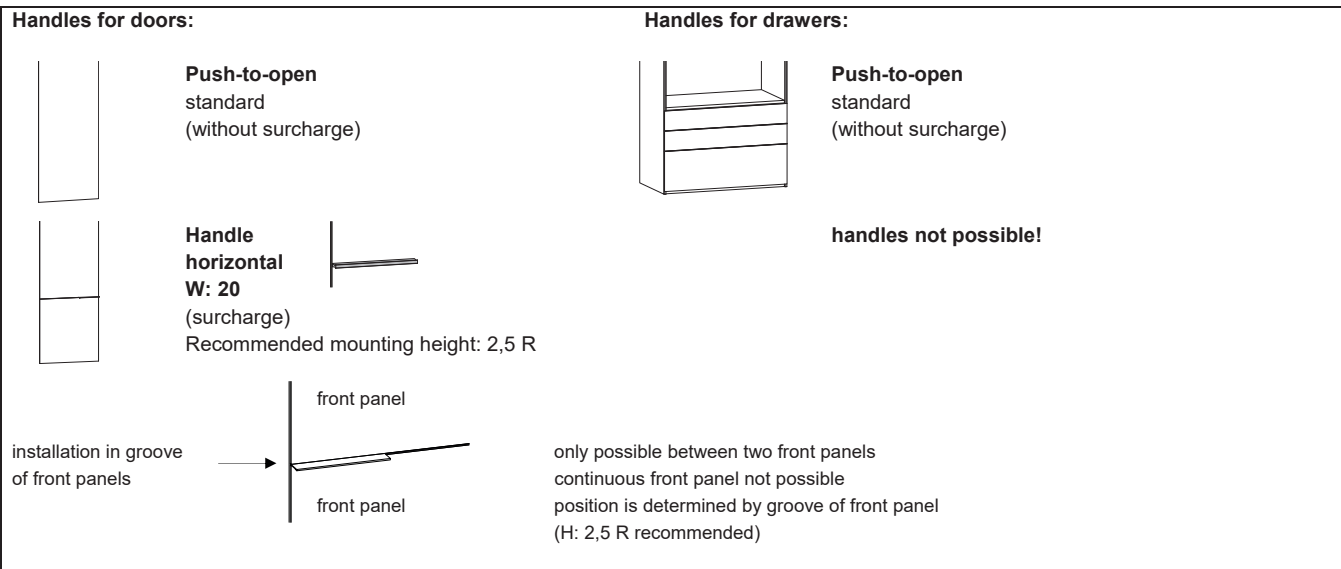 Handles for doors:
Handles for drawers:
Push-to-open
standard
(without surcharge)
Push-to-open
standard
(without surcharge)
Handle
horizontal
W: 20
(surcharge)
Recommended mounting height: 2,5 R
handles not possible!
front panel
installation in groove
of front panels
front panel
only possible between two front panels
continuous front panel not possible
position is determined by groove of front panel
(H: 2,5 R recommended)